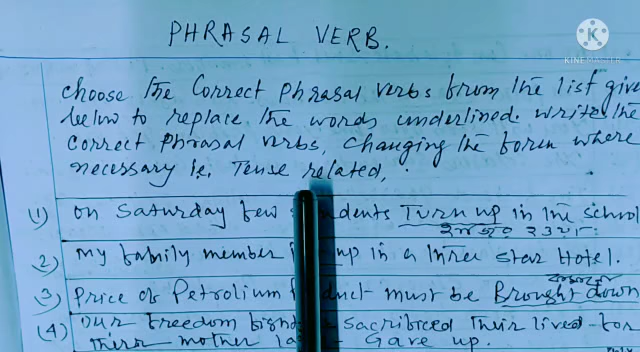 PHRASAL VERB.
KINEMASTER
Choose the Correct phrasal verbs from the list give
below to replace the words underlined. Write the
Correct phrasal verbs, Changing the form where
necessary i.e. Tense related,
(1) On Saturday few students Turn up in the school
2) My family member up in a three star Hotel.
3) Price of Petrolium duct must be Brought down
(4) Our freedom fight sacrificed Their lives for
their mother la Gave up.